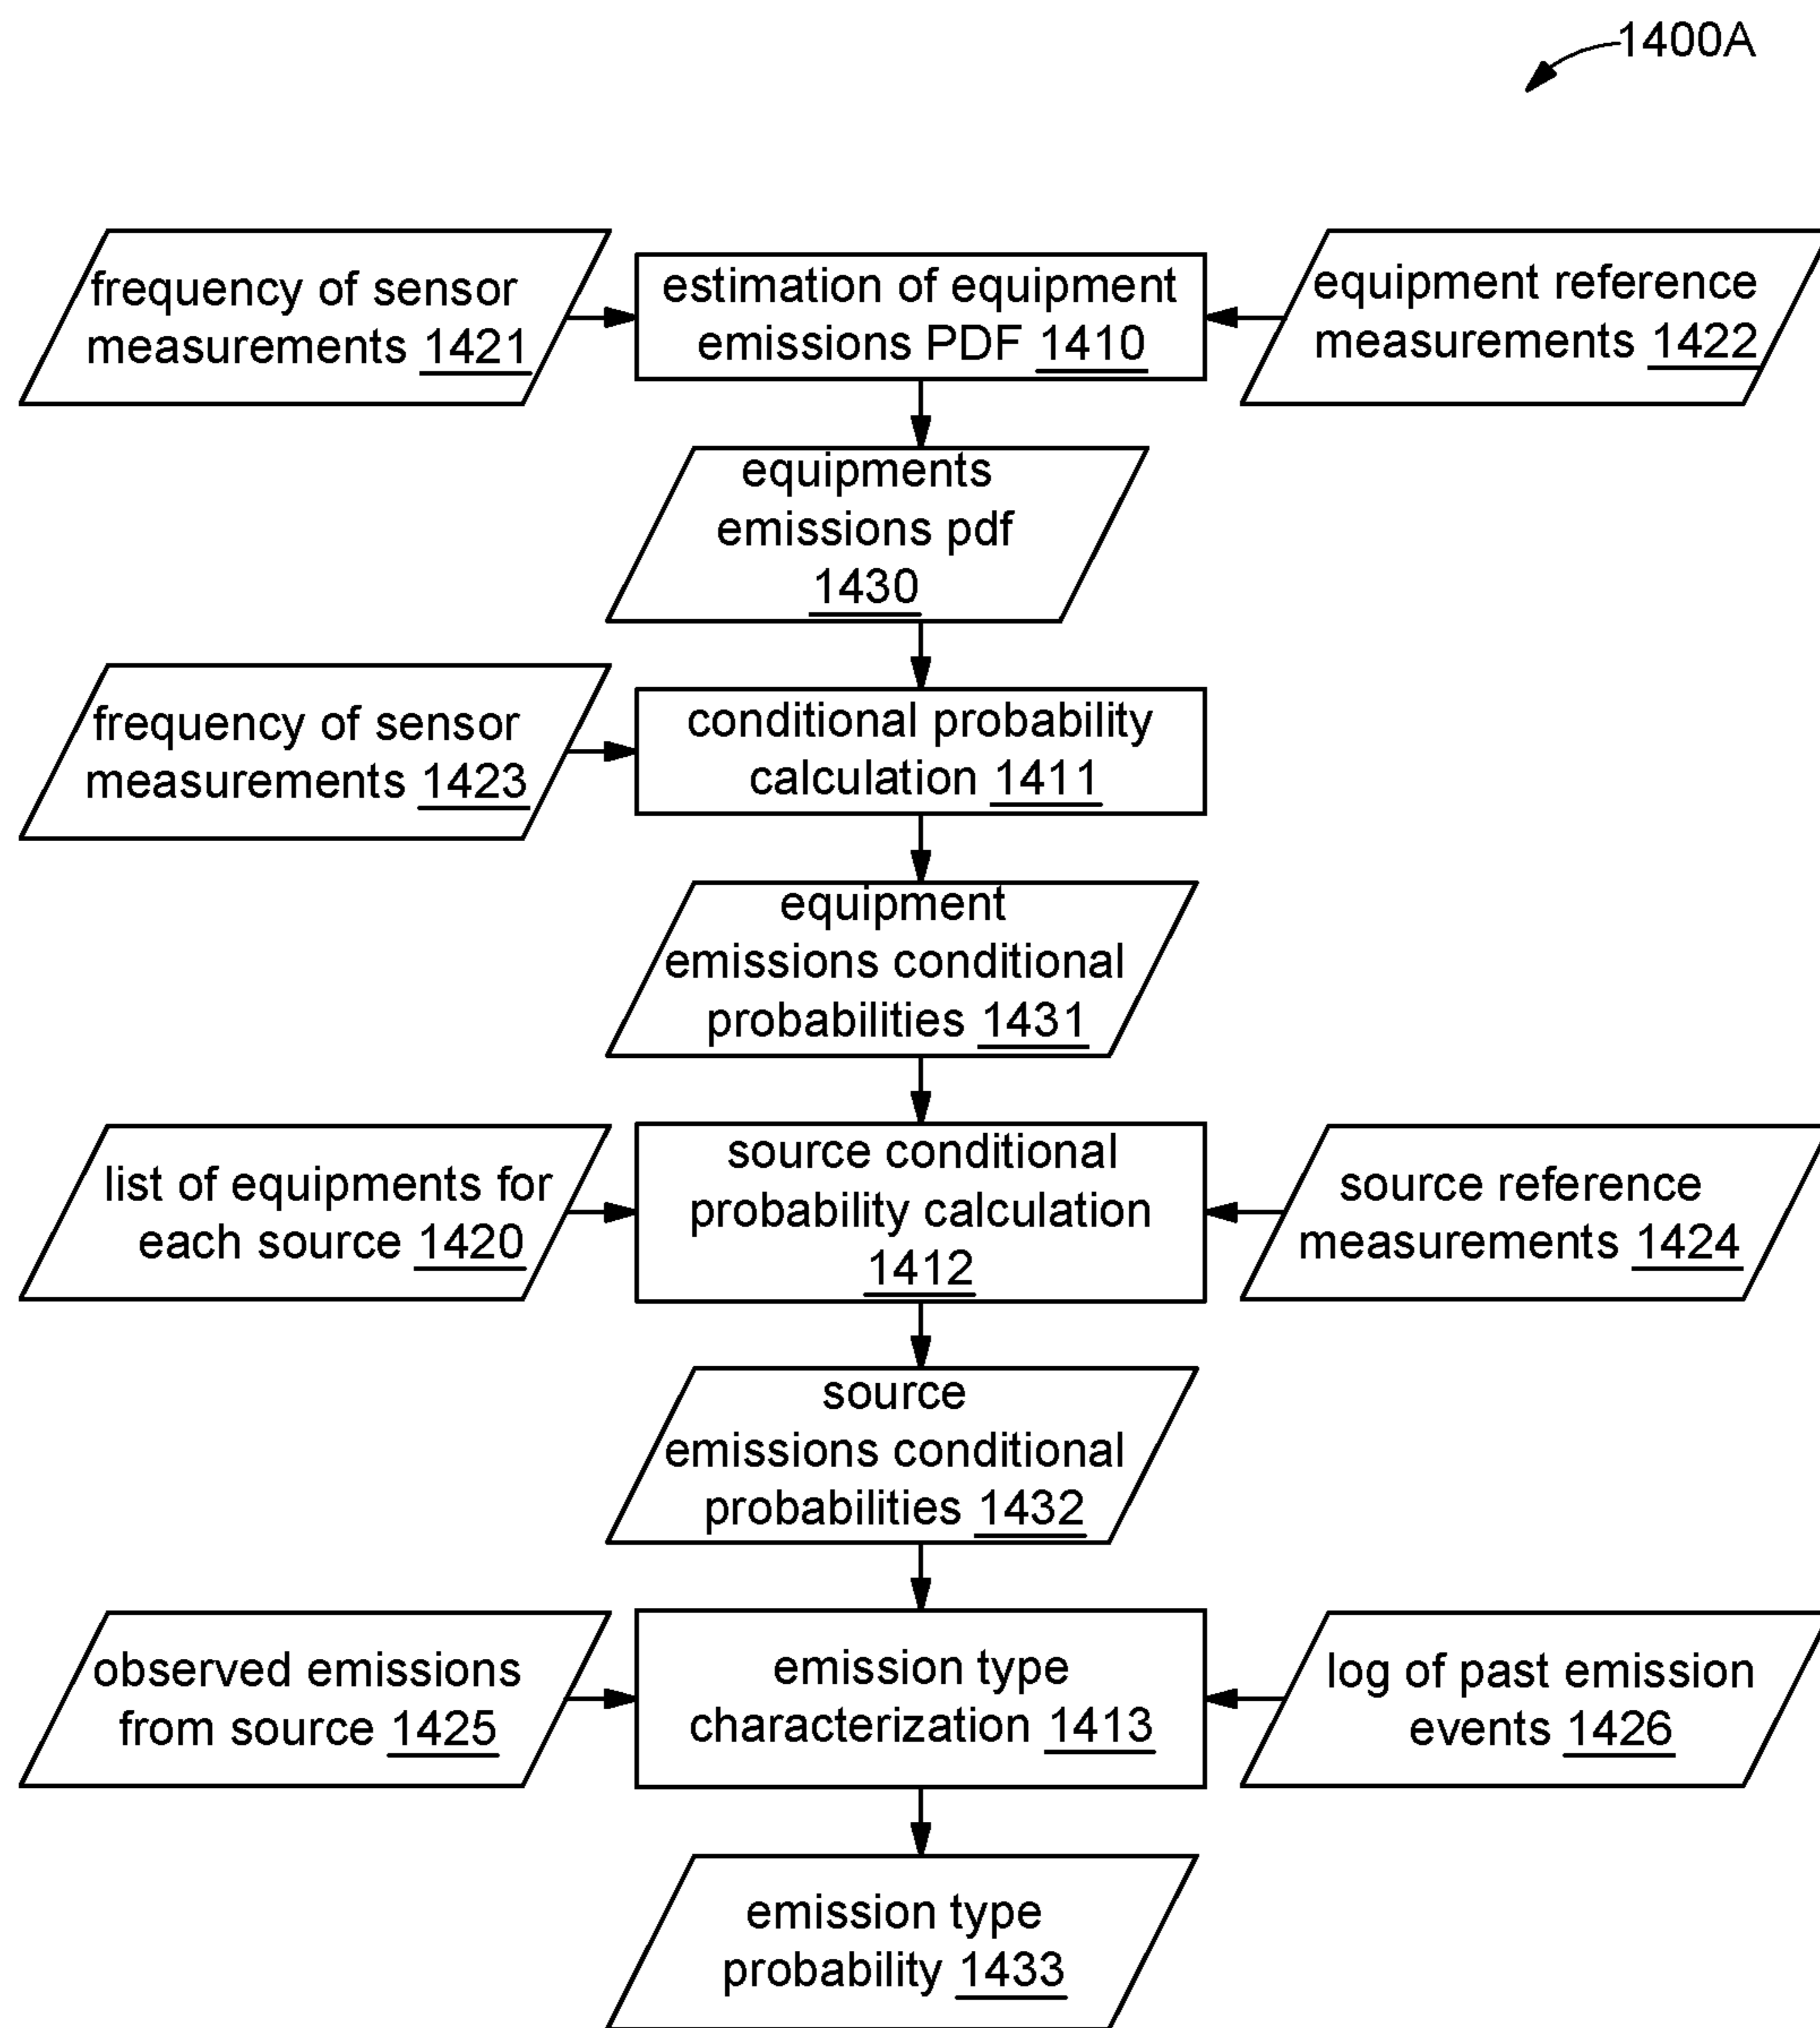 1400A
frequency of sensor
measurements 1421
estimation of equipment
emissions PDF 1410
equipment reference
measurements 1422
equipments
emissions pdf
1430
frequency of sensor
measurements 1423
conditional probability
calculation 1411
equipment
emissions conditional
probabilities 1431
list of equipments for
each source 1420
source conditional
probability calculation
1412
source reference
measurements 1424
source
emissions conditional
probabilities 1432
observed emissions
from source 1425
emission type
characterization 1413
log of past emission
events 1426
emission type
probability 1433